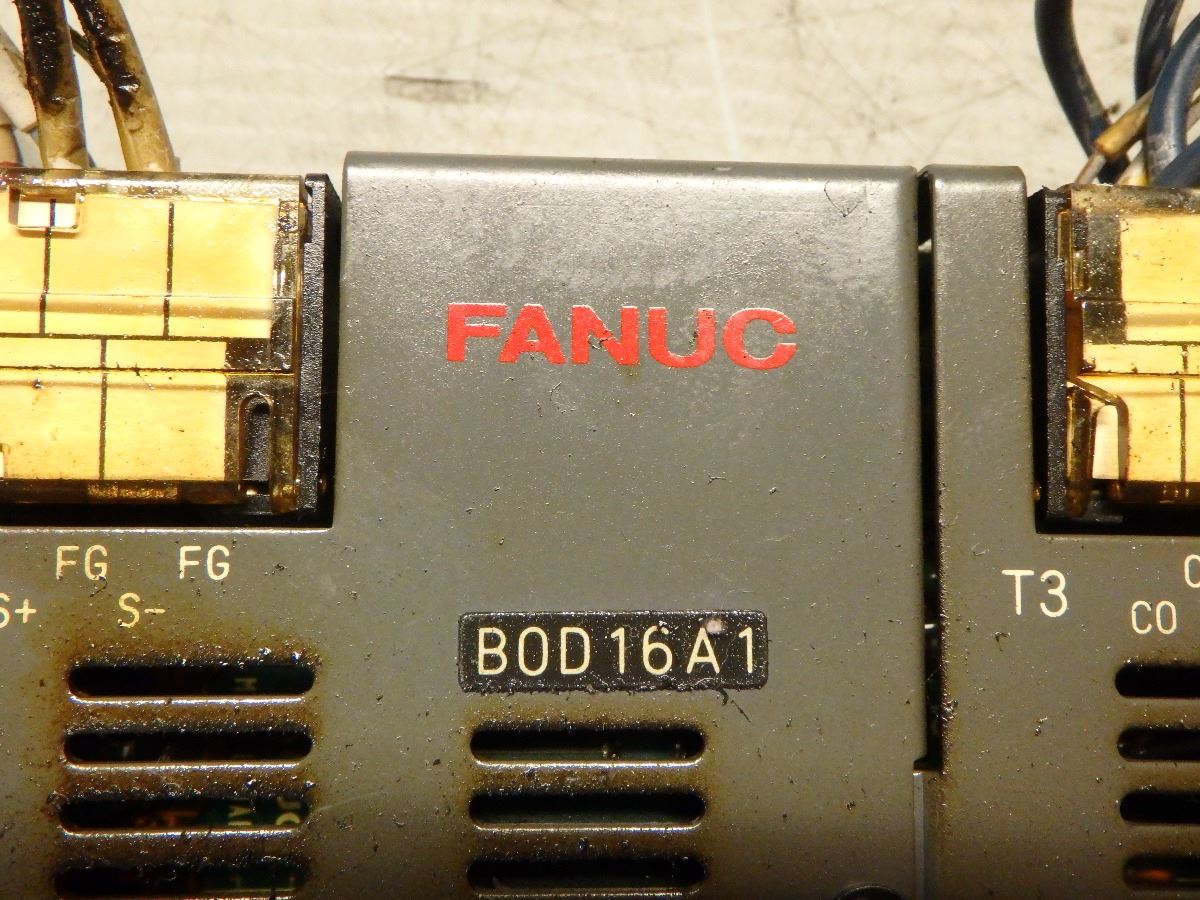 FANUC
FG FG
S+ S-
T3
CO
BOD16A1